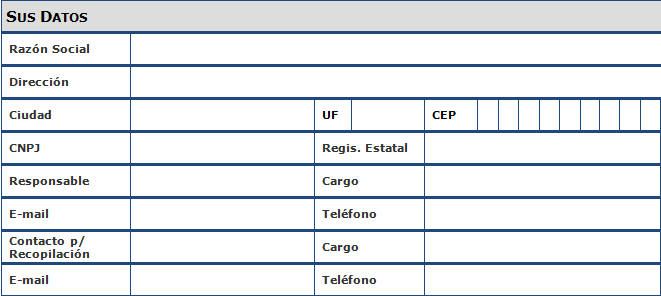 SUS DATOS
Razón Social
Dirección
Ciudad UF CEP
CNPJ Regis. Estatal
Responsable Cargo
E-mail Teléfono
Contacto p/
Recopilación Cargo
E-mail Teléfono